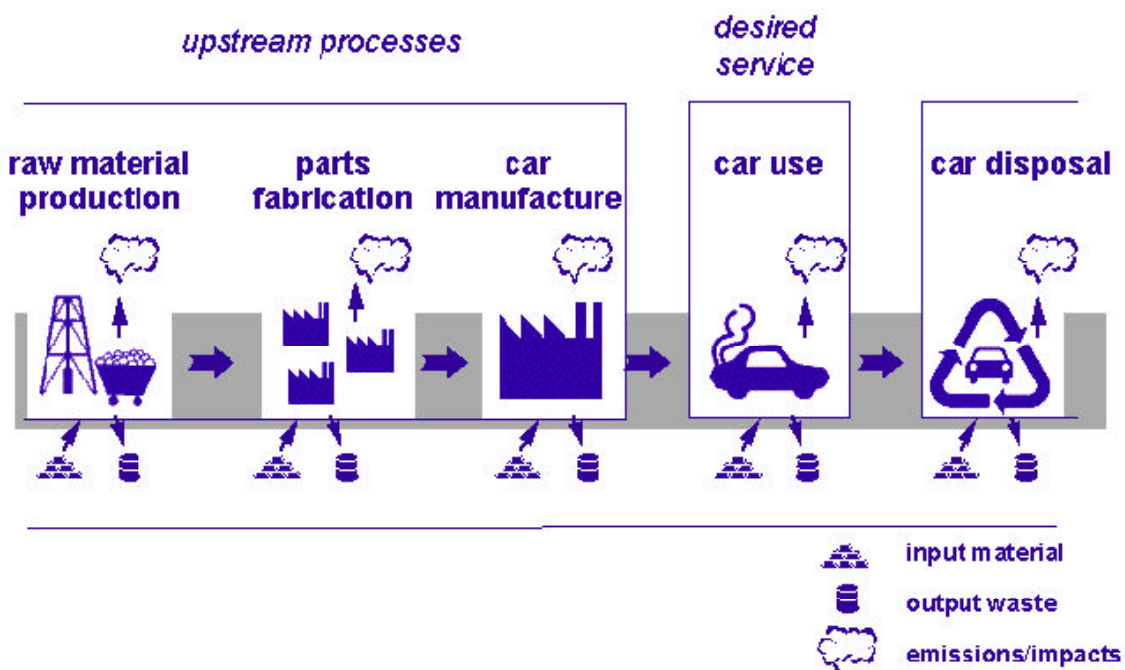 upstream processes
desired
service
raw material
production
parts
fabrication
car
manufacture
car use
car disposal
input material
output waste
emissions/impacts